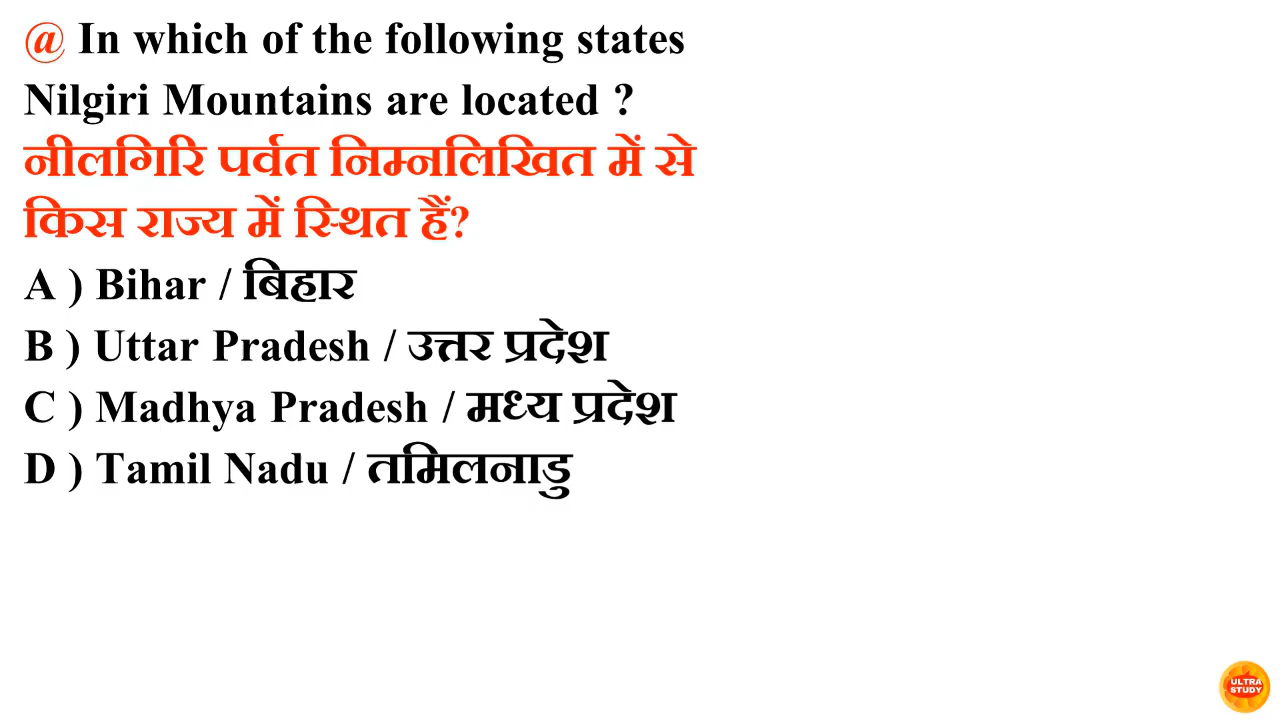 @ In which of the following states
Nilgiri Mountains are located ?
नीलगिरि पर्वत निम्नलिखित में से
किस राज्य में स्थित हैं?
A ) Bihar / बिहार
B ) Uttar Pradesh / उत्तर प्रदेश
C ) Madhya Pradesh / मध्य प्रदेश
D ) Tamil Nadu / तमिलनाडु
ULTRA
STUDY